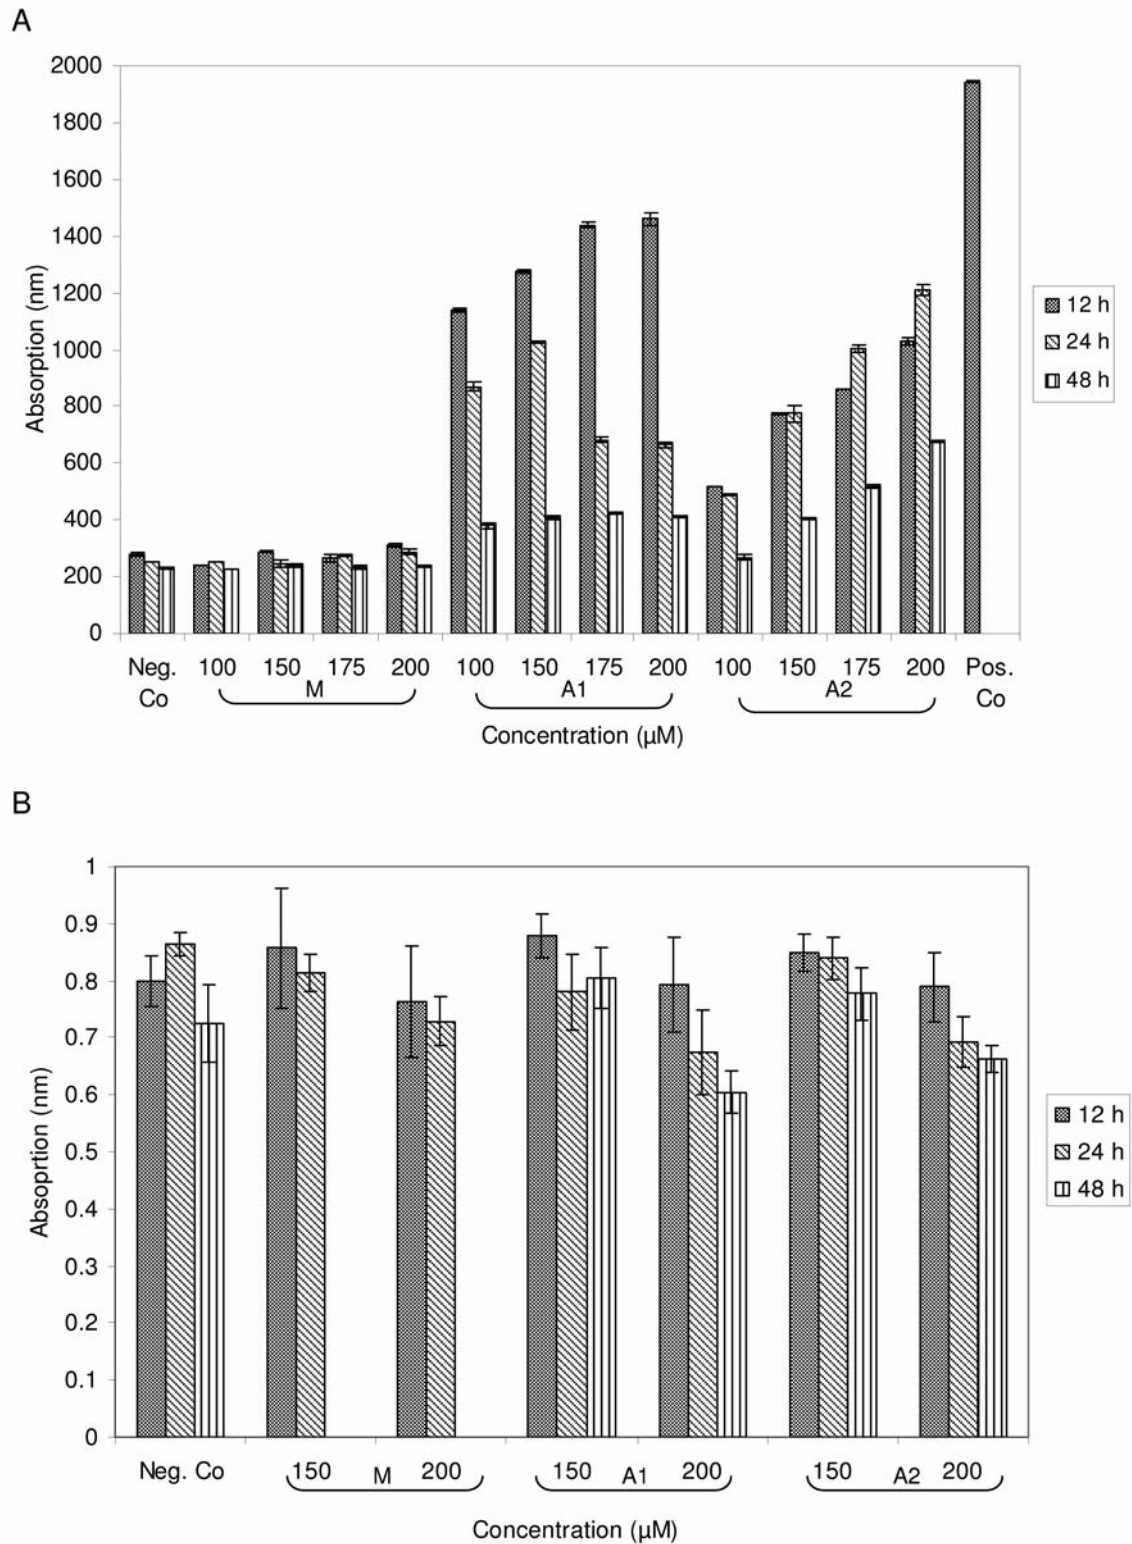 A
2000
1800
1600
1400
1200
1000
800
600
400
200
0
Absorption (nm)
12 h
24 h
48 h
Neg. 100 150 175 200 100 150 175 200 100 150 175 200 Pos.
Co M A1 A2 Co
Concentration (µM)
B
1
0.9
0.8
0.7
0.6
0.5
0.4
0.3
0.2
0.1
0
Absoprtion (nm)
12 h
24 h
48 h
Neg. Co 150 M 200 150 A1 200 150 A2 200
Concentration (µM)